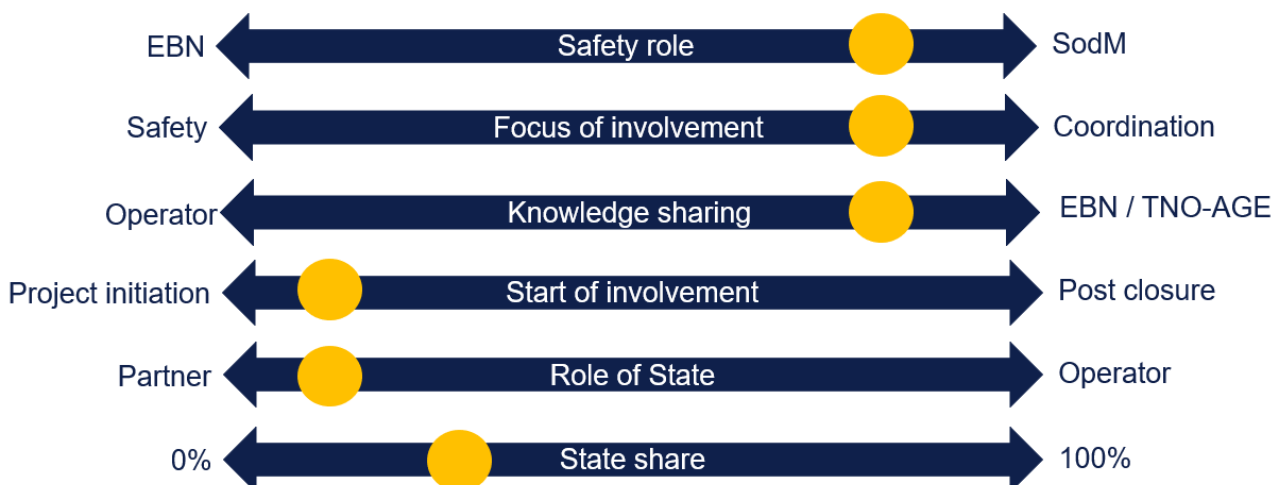 EBN Safety role SodM
Safety Focus of involvement Coordination
Operator Knowledge sharing EBN / TNO-AGE
Project initiation Start of involvement Post closure
Partner Role of State Operator
0% State share 100%